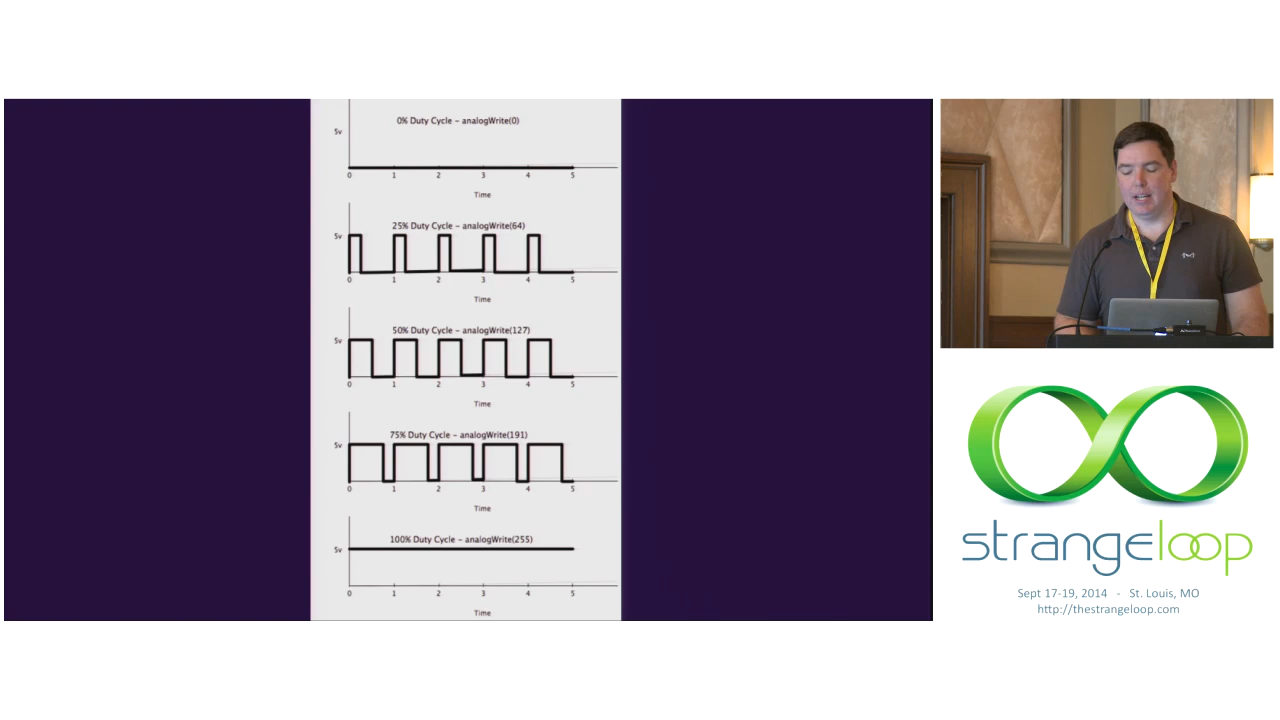 0% Duty Cycle – analogWrite(0)
5v
0 1 2 3 4 5
Time
25% Duty Cycle – analogWrite(64)
5v
0 1 2 3 4 5
Time
50% Duty Cycle – analogWrite(127)
5v
0 1 2 3 4 5
Time
75% Duty Cycle – analogWrite(191)
5v
0 1 2 3 4 5
Time
100% Duty Cycle – analogWrite(255)
5v
0 1 2 3 4 5
Time
strangeloop
Sept 17-19, 2014 - St. Louis, MO
http://thestrangeloop.com